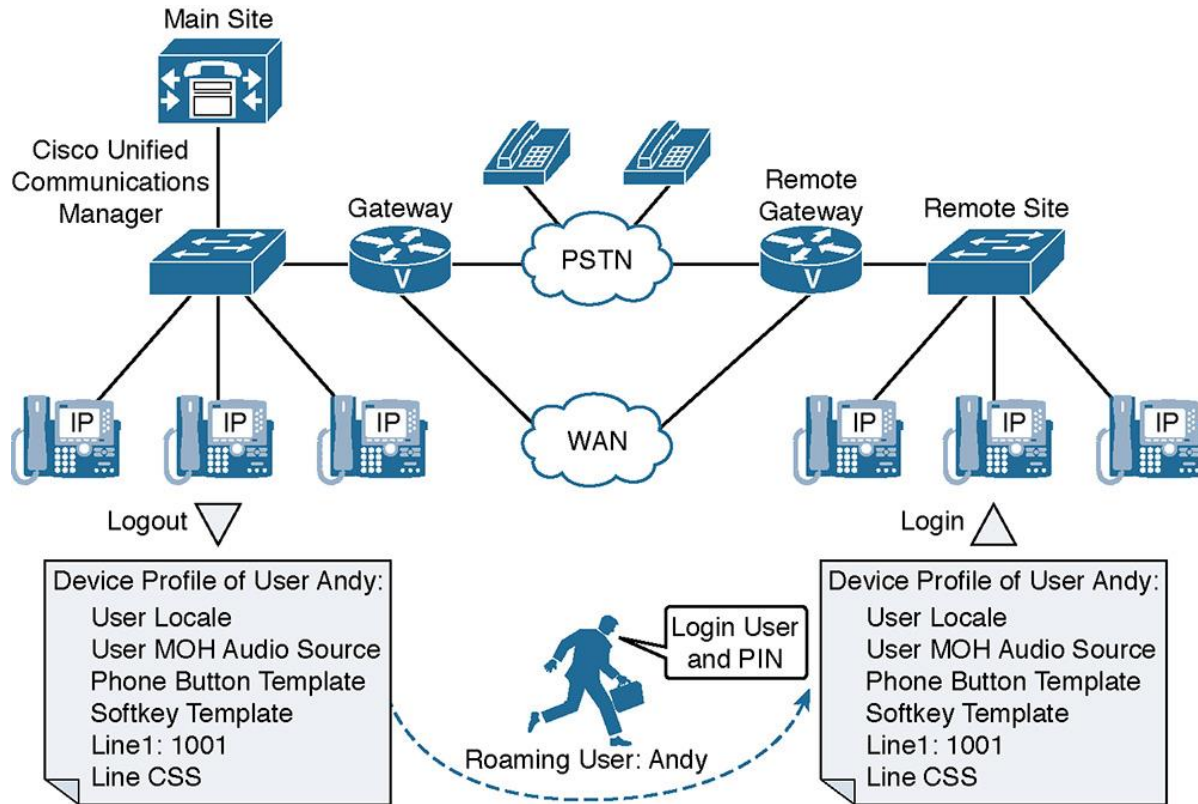 Main Site
Cisco Unified
Communications
Manager
Gateway
V
PSTN
Remote
Gateway
V
Remote Site
WAN
IP
IP
IP
IP
IP
IP
Logout
Device Profile of User Andy:
User Locale
User MOH Audio Source
Phone Button Template
Softkey Template
Line1: 1001
Line CSS
Login User
and PIN
Roaming User: Andy
Login
Device Profile of User Andy:
User Locale
User MOH Audio Source
Phone Button Template
Softkey Template
Line1: 1001
Line CSS